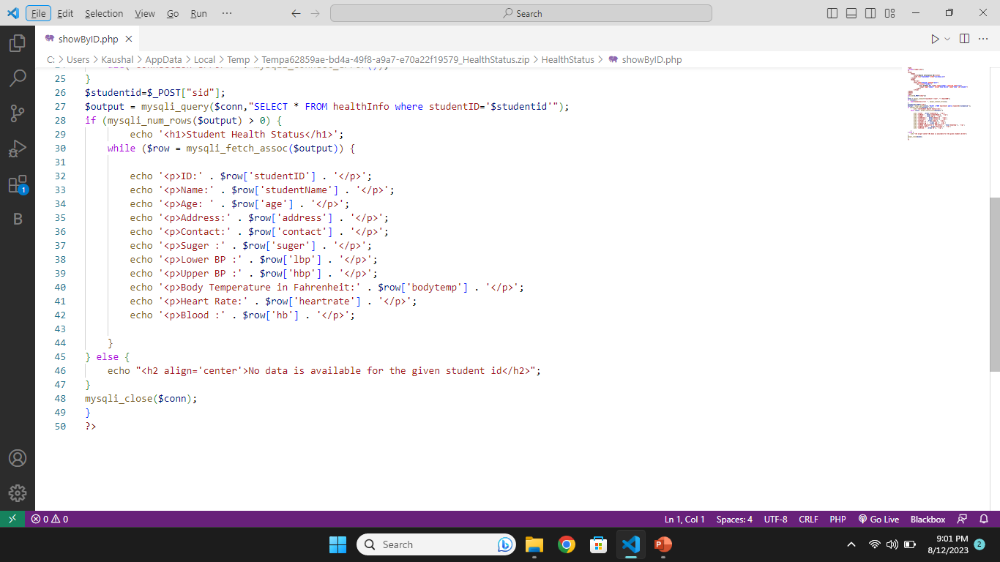 File Edit Selection View Go Run ··· Search
showByID.php
C: > Users > Kaushal > AppData > Local > Temp > Tempa62859ae-bd4a-49f8-a9a7-e70a22f19579_HealthStatus.zip > HealthStatus > showByID.php
25 }
26 $studentid=$_POST["sid"];
27 $output = mysqli_query($conn,"SELECT * FROM healthInfo where studentID='$studentid'");
28 if (mysqli_num_rows($output) > 0) {
29 echo '<h1>Student Health Status</h1>';
30 while ($row = mysqli_fetch_assoc($output)) {
31
32 echo '<p>ID:' . $row['studentID'] . '</p>';
33 echo '<p>Name:' . $row['studentName'] . '</p>';
34 echo '<p>Age: ' . $row['age'] . '</p>';
35 echo '<p>Address:' . $row['address'] . '</p>';
36 echo '<p>Contact:' . $row['contact'] . '</p>';
37 echo '<p>Suger :' . $row['suger'] . '</p>';
38 echo '<p>Lower BP :' . $row['lbp'] . '</p>';
39 echo '<p>Upper BP :' . $row['hbp'] . '</p>';
40 echo '<p>Body Temperature in Fahrenheit:' . $row['bodytemp'] . '</p>';
41 echo '<p>Heart Rate:' . $row['heartrate'] . '</p>';
42 echo '<p>Blood :' . $row['hb'] . '</p>';
43
44 }
45 } else {
46 echo "<h2 align='center'>No data is available for the given student id</h2>";
47 }
48 mysqli_close($conn);
49 }
50 ?>
1
B
0 0 Ln 1, Col 1 Spaces: 4 UTF-8 CRLF PHP Go Live Blackbox
Search
9:01 PM
8/12/2023 2